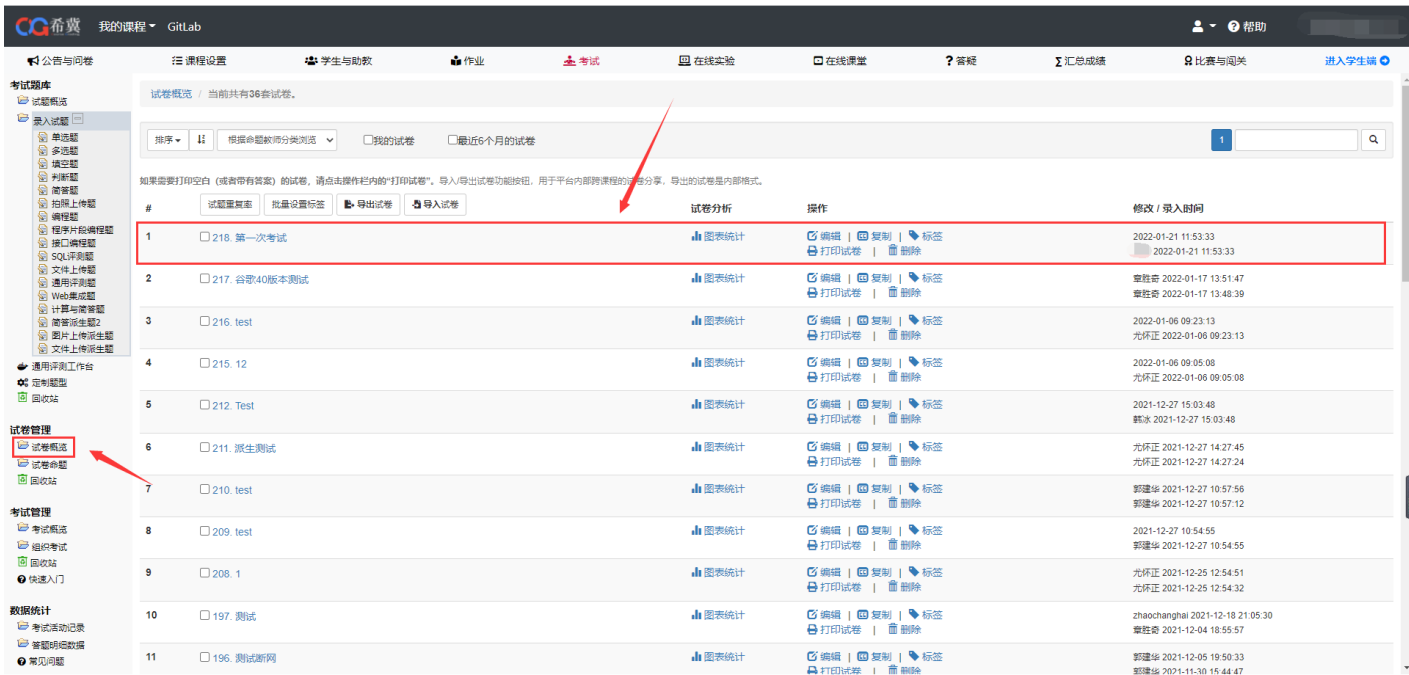 CG希冀 我的课程 GitLab 帮助
公告与问卷 课程设置 学生与助教 作业 考试 在线实验 在线课堂 答疑 汇总成绩 比赛与闯关 进入学生端
考试题库
试题概览
录入试题
单选题
多选题
填空题
判断题
简答题
拍照上传题
编程题
程序片段编程题
接口编程题
SQL评测题
文件上传题
通用评测题
Web集成题
计算与简答题
简答派生题2
图片上传派生题
文件上传派生题
通用评测工作台
定制题型
回收站
试卷管理
试卷概览
试卷命题
回收站
考试管理
考试概览
组织考试
回收站
快速入门
数据统计
考试活动记录
答题明细数据
常见问题
试卷概览 / 当前共有36套试卷。
排序 根据命题教师分类浏览 我的试卷 最近6个月的试卷 1
如果需要打印空白（或者带有答案）的试卷，请点击操作栏内的“打印试卷”。导入/导出试卷功能按钮，用于平台内部跨课程的试卷分享，导出的试卷是内部格式。
# 试题重复率 批量设置标签 导出试卷 导入试卷 试卷分析 操作 修改 / 录入时间
1 218. 第一次考试 图表统计 编辑 | 复制 | 标签 2022-01-21 11:53:33
打印试卷 | 删除 2022-01-21 11:53:33
2 217. 谷歌40版本测试 图表统计 编辑 | 复制 | 标签 章胜奇 2022-01-17 13:51:47
打印试卷 | 删除 章胜奇 2022-01-17 13:48:39
3 216. test 图表统计 编辑 | 复制 | 标签 2022-01-06 09:23:13
打印试卷 | 删除 尤怀正 2022-01-06 09:23:13
4 215. 12 图表统计 编辑 | 复制 | 标签 2022-01-06 09:05:08
打印试卷 | 删除 尤怀正 2022-01-06 09:05:08
5 212. Test 图表统计 编辑 | 复制 | 标签 2021-12-27 15:03:48
打印试卷 | 删除 韩冰 2021-12-27 15:03:48
6 211. 派生测试 图表统计 编辑 | 复制 | 标签 尤怀正 2021-12-27 14:27:45
打印试卷 | 删除 尤怀正 2021-12-27 14:27:24
7 210. test 图表统计 编辑 | 复制 | 标签 郭建华 2021-12-27 10:57:56
打印试卷 | 删除 郭建华 2021-12-27 10:57:12
8 209. test 图表统计 编辑 | 复制 | 标签 2021-12-27 10:54:55
打印试卷 | 删除 郭建华 2021-12-27 10:54:55
9 208. 1 图表统计 编辑 | 复制 | 标签 尤怀正 2021-12-25 12:54:51
打印试卷 | 删除 尤怀正 2021-12-25 12:54:32
10 197. 测试 图表统计 编辑 | 复制 | 标签 zhaochanghai 2021-12-18 21:05:30
打印试卷 | 删除 章胜奇 2021-12-04 18:55:57
11 196. 测试断网 图表统计 编辑 | 复制 | 标签 郭建华 2021-12-05 19:50:33
打印试卷 | 删除 郭建华 2021-11-30 15:44:47